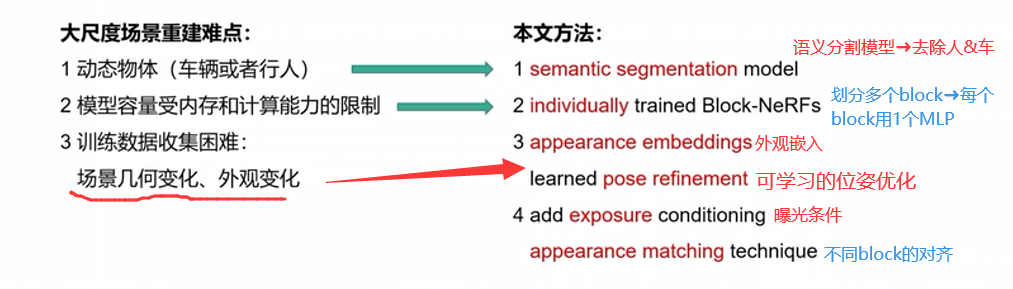 大尺度场景重建难点：
1 动态物体（车辆或者行人）
2 模型容量受内存和计算能力的限制
3 训练数据收集困难：
场景几何变化、外观变化
本文方法：
语义分割模型→去除人&车
1 semantic segmentation model
2 individually trained Block-NeRFs
划分多个block→每个
block用1个MLP
3 appearance embeddings 外观嵌入
learned pose refinement 可学习的位姿优化
4 add exposure conditioning 曝光条件
appearance matching technique 不同block的对齐